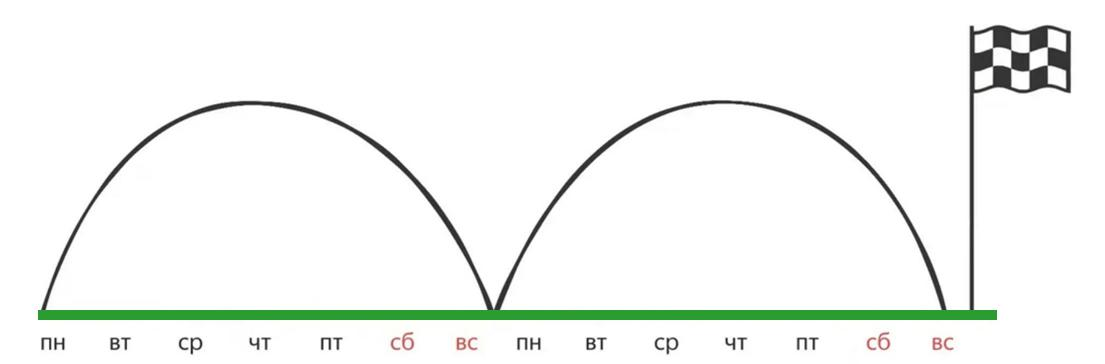 пн вт ср чт пт сб вс пн вт ср чт пт сб вс